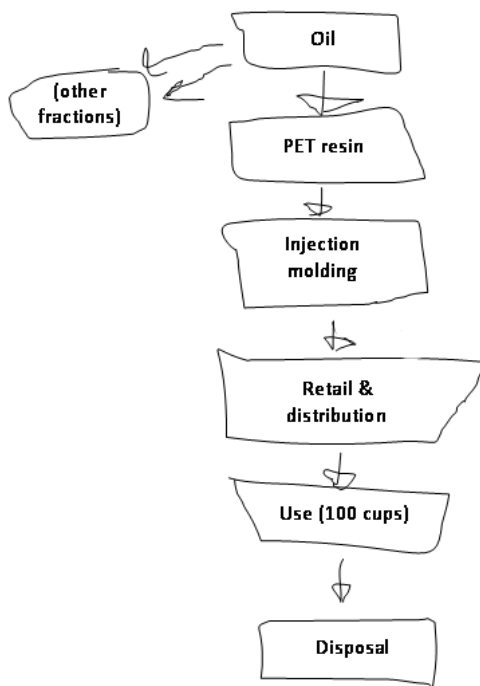 Oil
(other
fractions)
PET resin
Injection
molding
Retail &
distribution
Use (100 cups)
Disposal